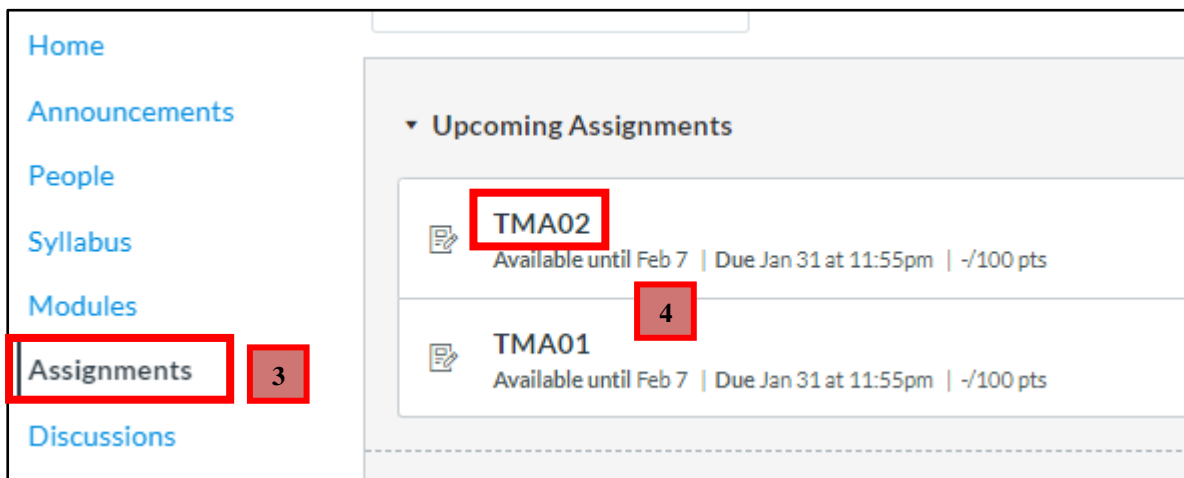 Home
Announcements
People
Syllabus
Modules
Assignments
3
Discussions
Upcoming Assignments
TMA02
Available until Feb 7 | Due Jan 31 at 11:55pm | -/100 pts
4
TMA01
Available until Feb 7 | Due Jan 31 at 11:55pm | -/100 pts